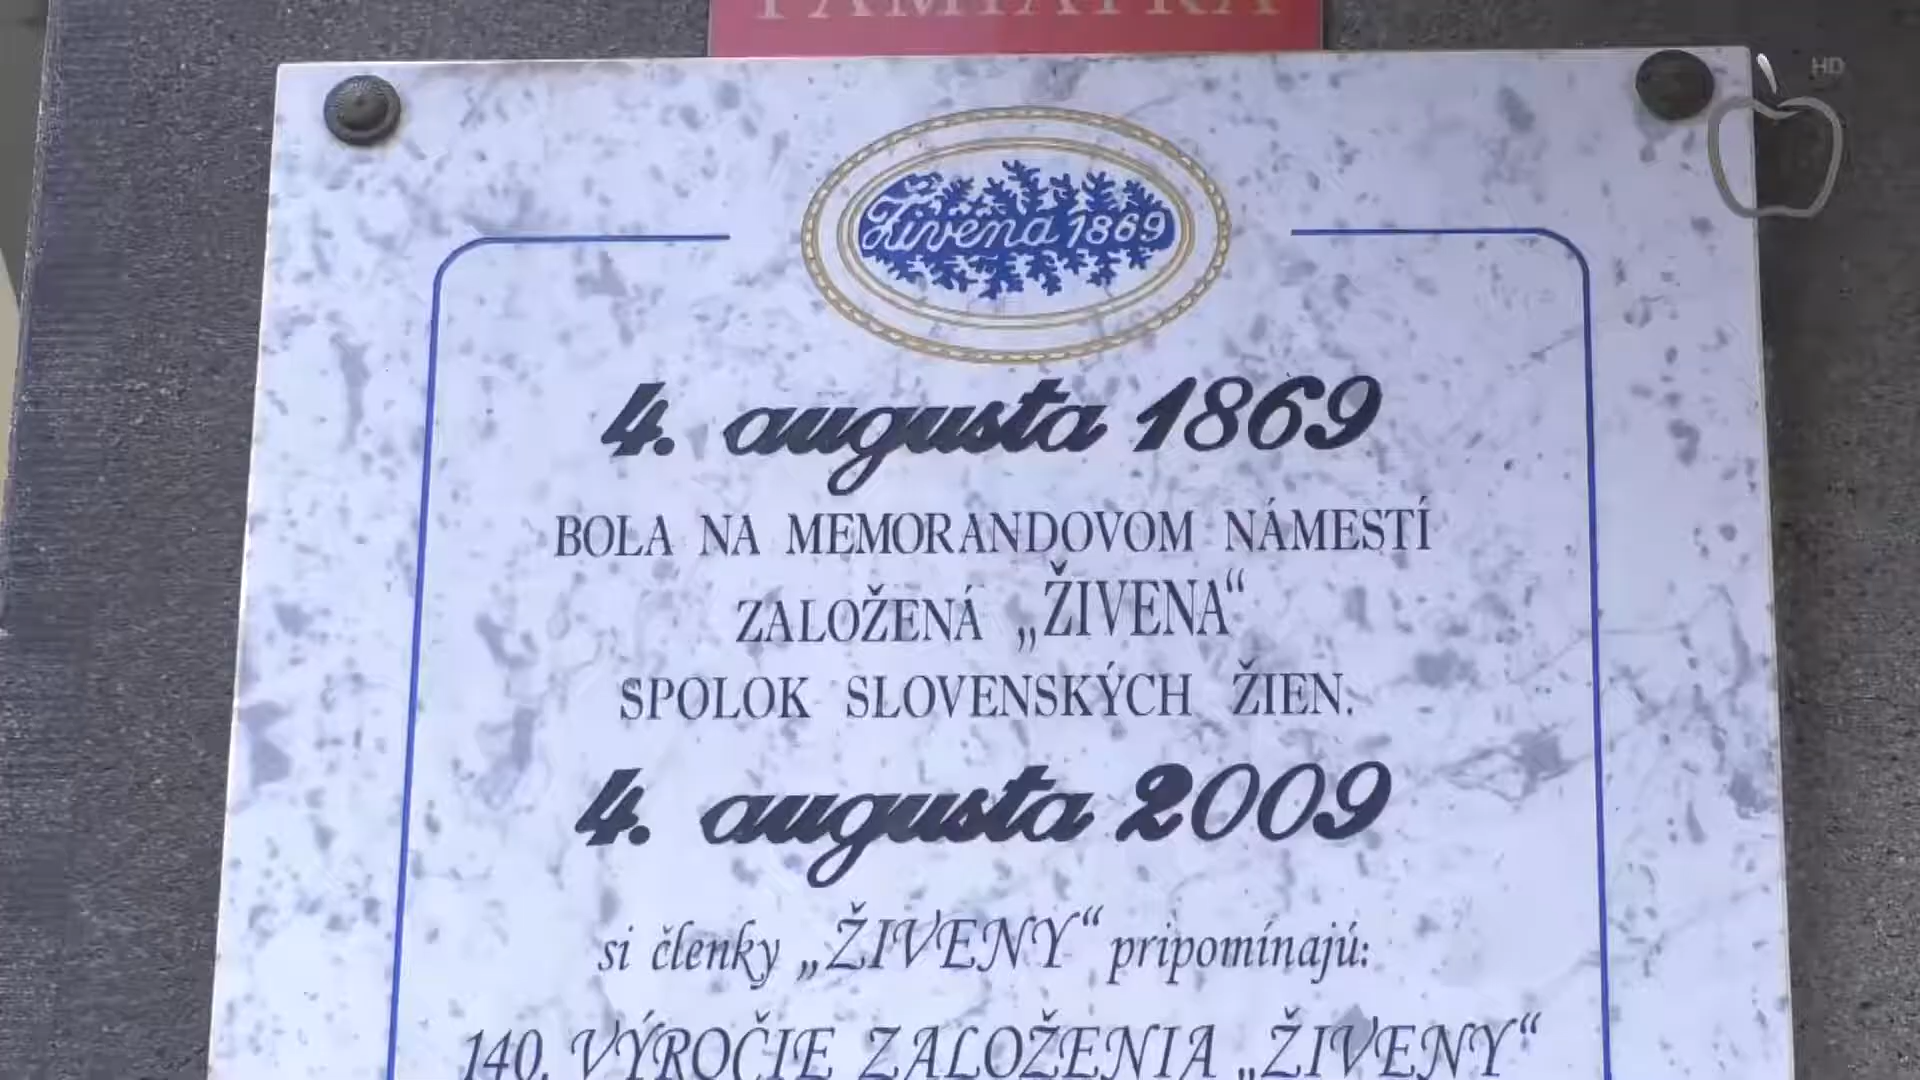 PAMIATKA
HD
Živena 1869
4. augusta 1869
BOLA NA MEMORANDOVOM NÁMESTÍ
ZALOŽENÁ „ŽIVENA“
SPOLOK SLOVENSKÝCH ŽIEN.
4. augusta 2009
si členky „ŽIVENY“ pripomínajú:
140. VÝROČIE ZALOŽENIA „ŽIVENY“